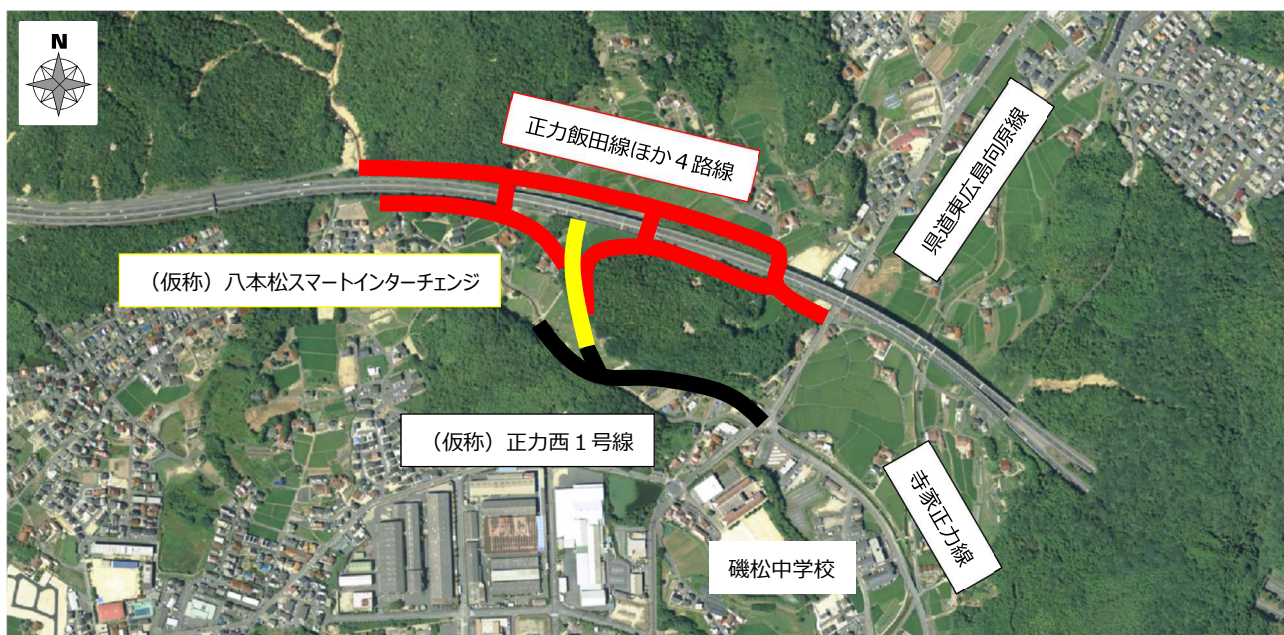 N
正力飯田線ほか４路線
県道東広島向原線
（仮称）八本松スマートインターチェンジ
（仮称）正力西１号線
寺家正力線
磯松中学校